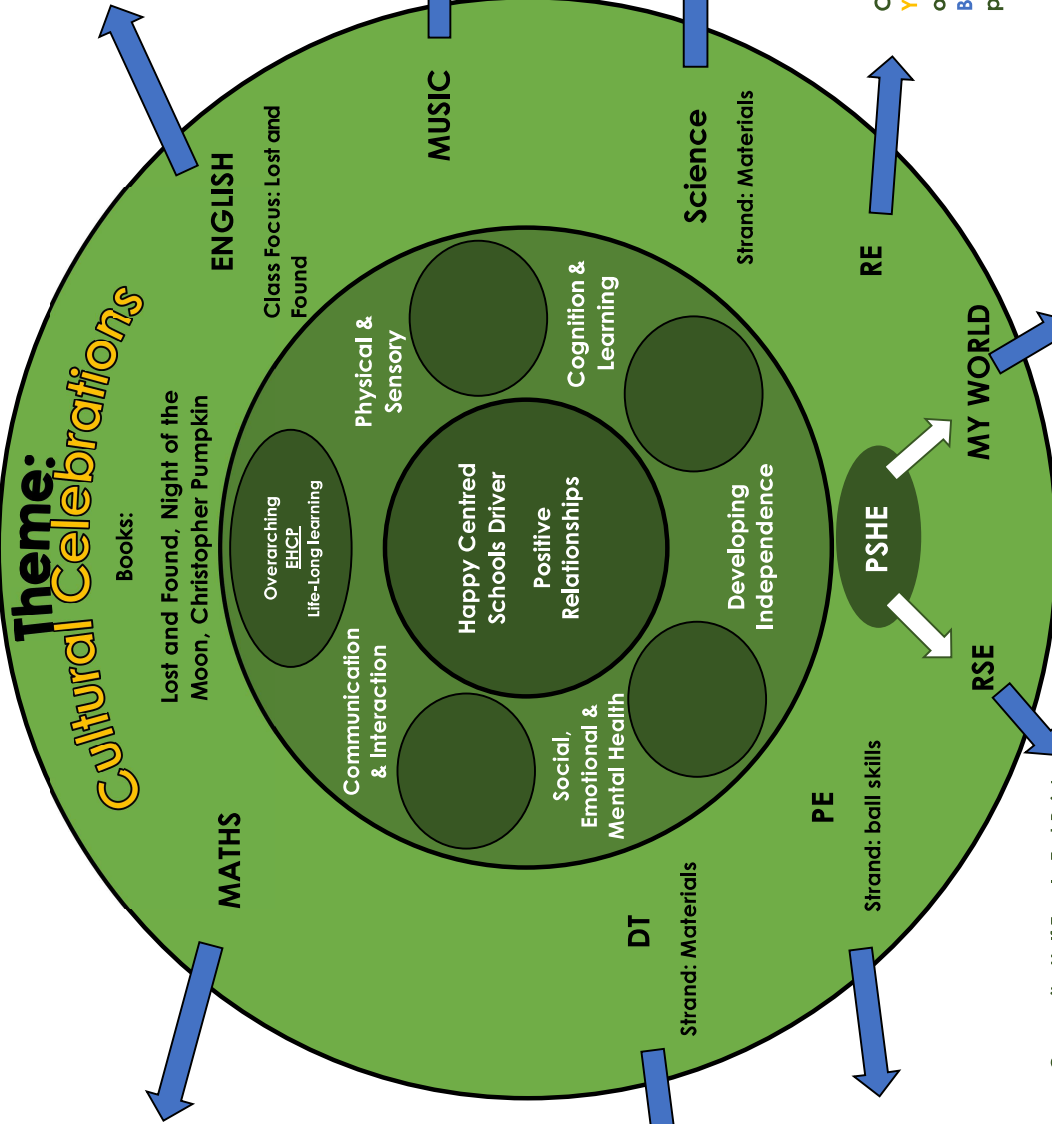 Theme:
Cultural Celebrations
Books:
Lost and Found, Night of the
Moon, Christopher Pumpkin
MATHS
ENGLISH
Class Focus: Lost and
Found
MUSIC
Overarching
EHCP
Life-Long learning
Communication
& Interaction
Physical &
Sensory
Happy Centred
Schools Driver
Positive
Relationships
Cognition &
Learning
Social,
Emotional &
Mental Health
Developing
Independence
DT
Strand: Materials
Science
Strand: Materials
PE
Strand: ball skills
PSHE
RE
RSE
MY WORLD